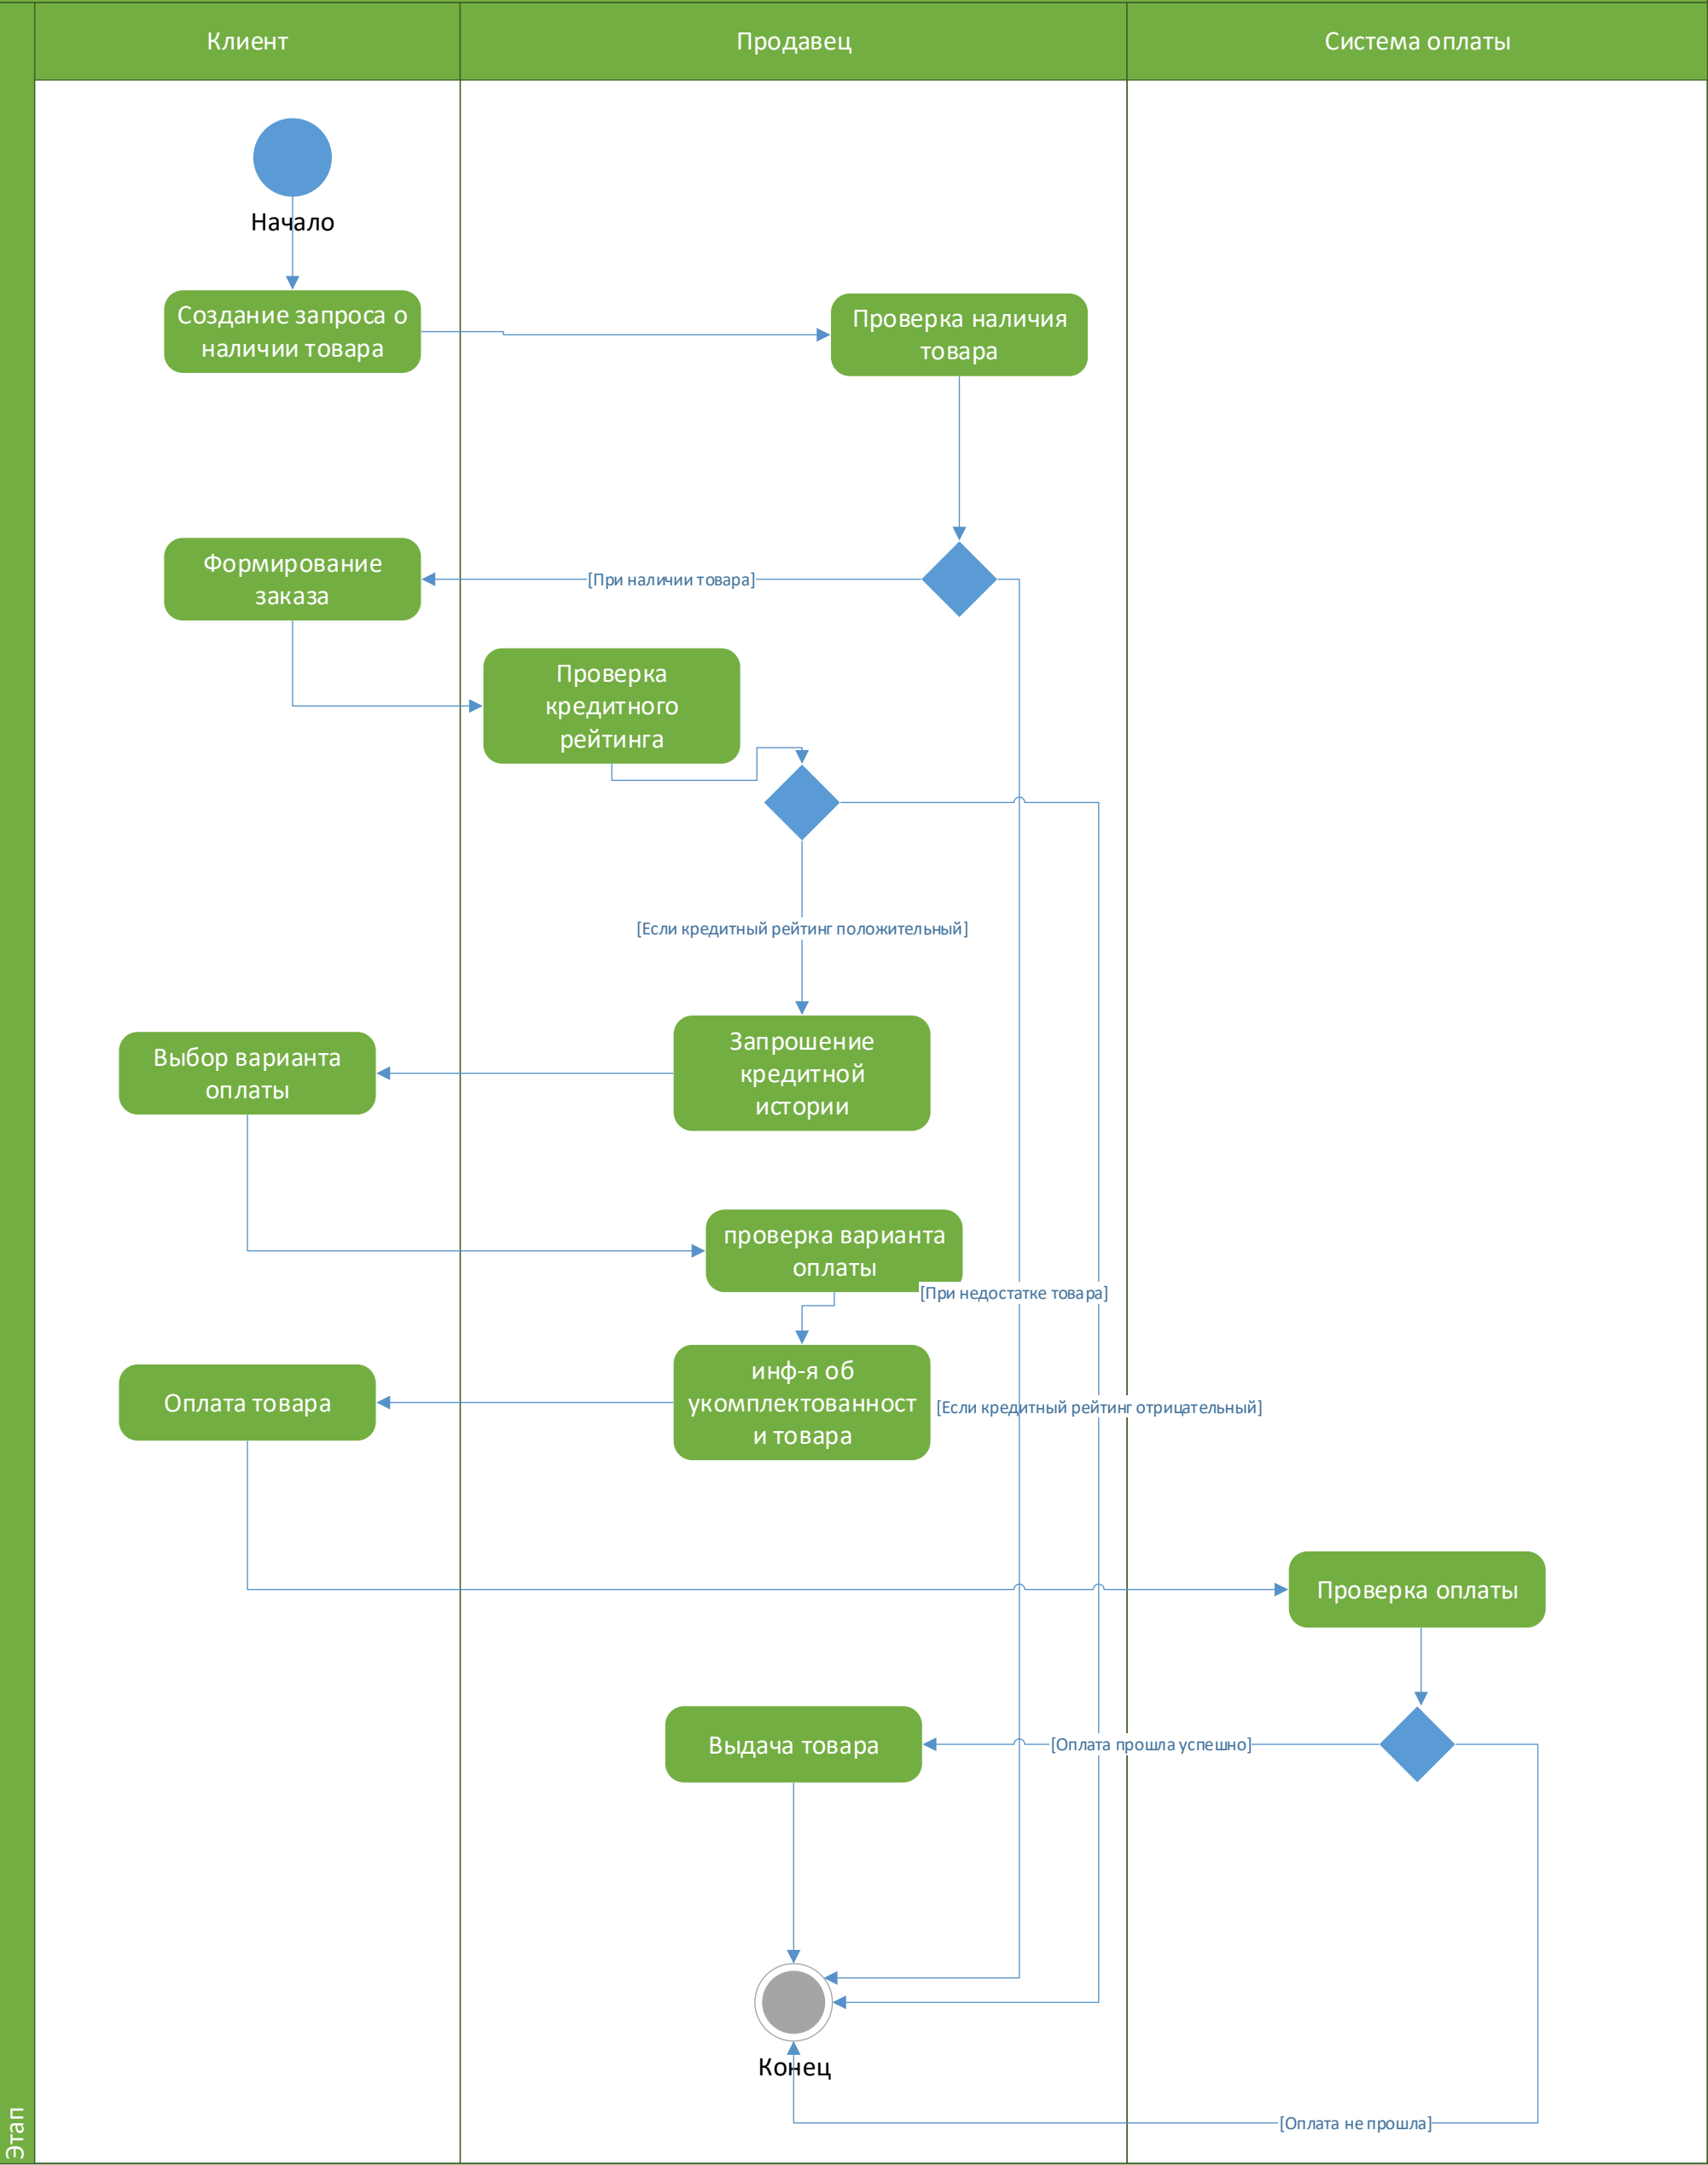 Клиент
Продавец
Система оплаты
Начало
Создание запроса о
наличии товара
Проверка наличия
товара
Формирование
заказа
[При наличии товара]
Проверка
кредитного
рейтинга
[Если кредитный рейтинг положительный]
Выбор варианта
оплаты
Запрошение
кредитной
истории
проверка варианта
оплаты
[При недостатке товара]
Оплата товара
инф-я об
укомплектованност
и товара
[Если кредитный рейтинг отрицательный]
Проверка оплаты
Выдача товара
[Оплата прошла успешно]
Конец
[Оплата не прошла]
Этап